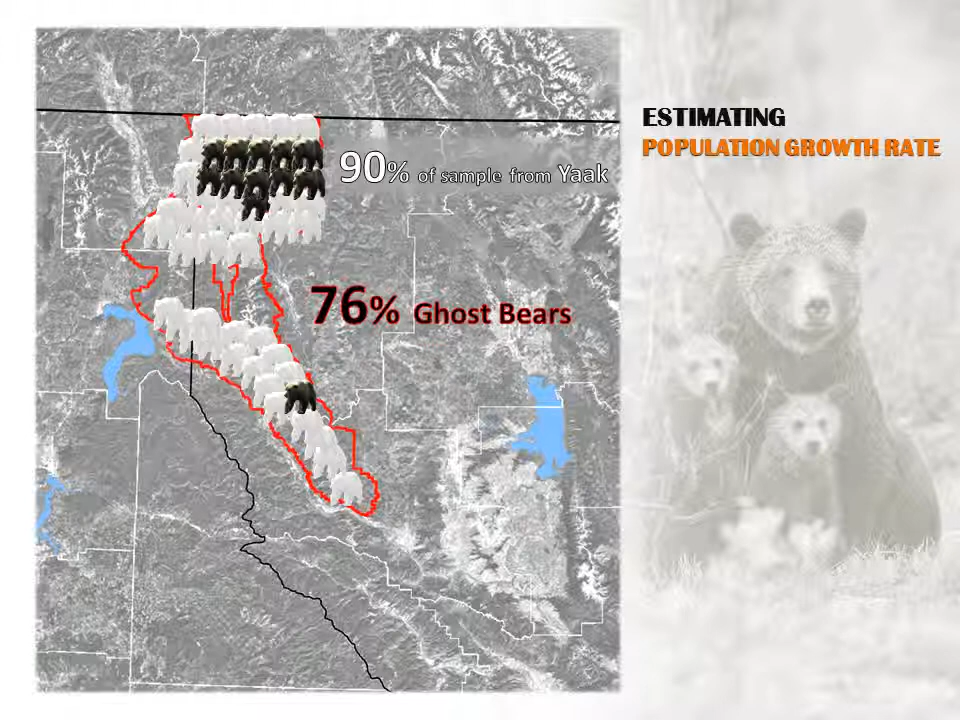 ESTIMATING
POPULATION GROWTH RATE
90% of sample from Yaak
76% Ghost Bears